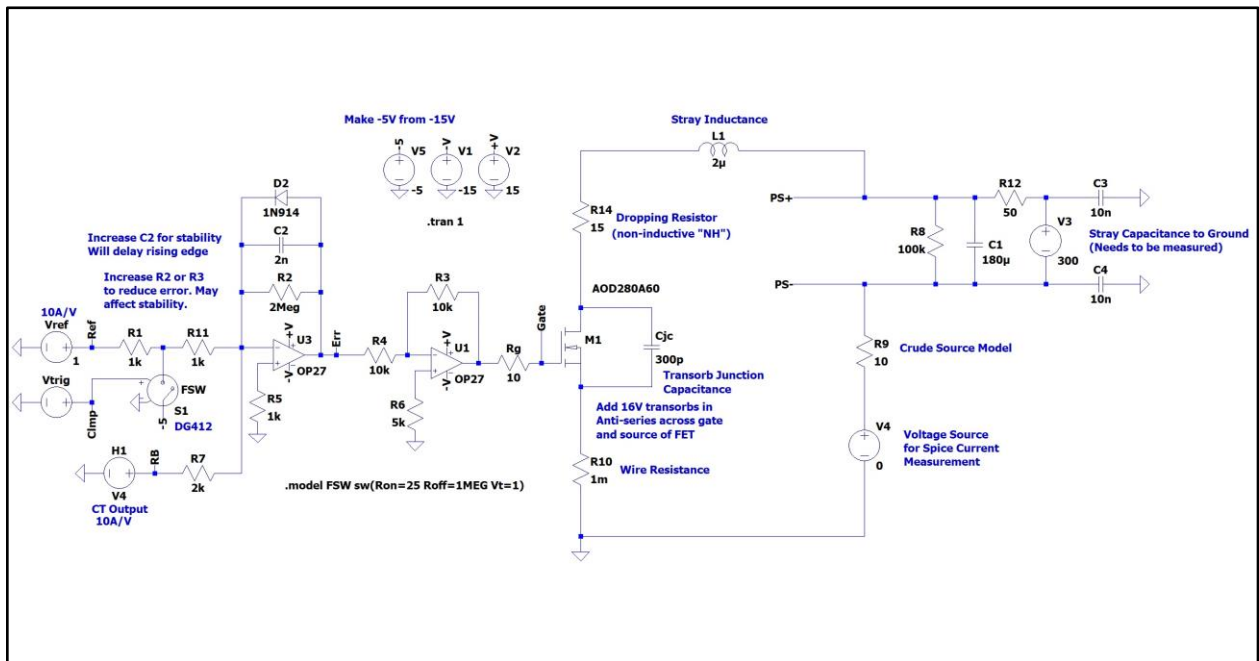 Make -5V from -15V
-5
V5
-5
-V
V1
-15
+V
V2
15
.tran 1
Stray Inductance
L1
2µ
D2
1N914
C2
2n
R2
2Meg
Increase C2 for stability
Will delay rising edge
Increase R2 or R3
to reduce error. May
affect stability.
10A/V
Vref
1
Ref
R1
1k
R11
1k
Vtrig
Clmp
FSW
S1
-5
DG412
H1
V4
CT Output
10A/V
RB
R7
2k
U3
+V
-V
OP27
R5
1k
Err
R4
10k
R3
10k
U1
+V
-V
OP27
R6
5k
Rg
10
Gate
.model FSW sw(Ron=25 Roff=1MEG Vt=1)
R14
15
Dropping Resistor
(non-inductive "NH")
AOD280A60
M1
Cjc
300p
Transorb Junction
Capacitance
Add 16V transorbs in
Anti-series across gate
and source of FET
R10
1m
Wire Resistance
PS+
PS-
R8
100k
C1
180µ
R12
50
V3
300
C3
10n
C4
10n
Stray Capacitance to Ground
(Needs to be measured)
R9
10
Crude Source Model
V4
0
Voltage Source
for Spice Current
Measurement